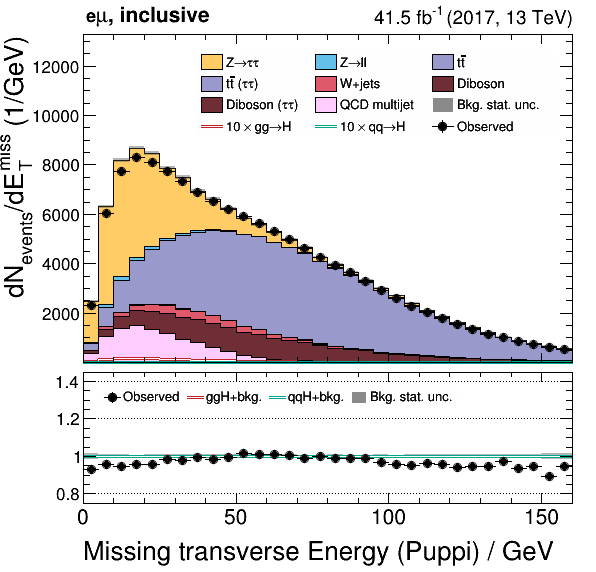 eμ, inclusive 41.5 fb⁻¹ (2017, 13 TeV)
dN_events/dE_T^miss (1/GeV)
12000
10000
8000
6000
4000
2000
Z→ττ Z→ll tt̄
tt̄ (ττ) W+jets Diboson
Diboson (ττ) QCD multijet Bkg. stat. unc.
10 × gg→H 10 × qq→H Observed
1.4
1.2
1
0.8
Observed ggH+bkg. qqH+bkg. Bkg. stat. unc.
0 50 100 150
Missing transverse Energy (Puppi) / GeV